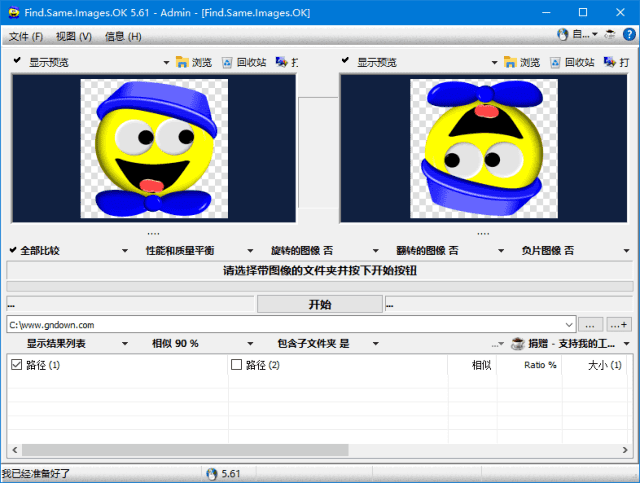 Find.Same.Images.OK 5.61 - Admin - [Find.Same.Images.OK]
文件 (F) 视图 (V) 信息 (H) 自...
显示预览 浏览 回收站 打 显示预览 浏览 回收站 打
.... ....
全部比较 性能和质量平衡 旋转的图像 否 翻转的图像 否 负片图像 否
请选择带图像的文件夹并按下开始按钮
... 开始 ...
C:\www.gndown.com ... ...+
显示结果列表 相似 90 % 包含子文件夹 是 ... 捐赠 - 支持我的工...
路径 (1) 路径 (2) 相似 Ratio % 大小 (1)
我已经准备好了 5.61